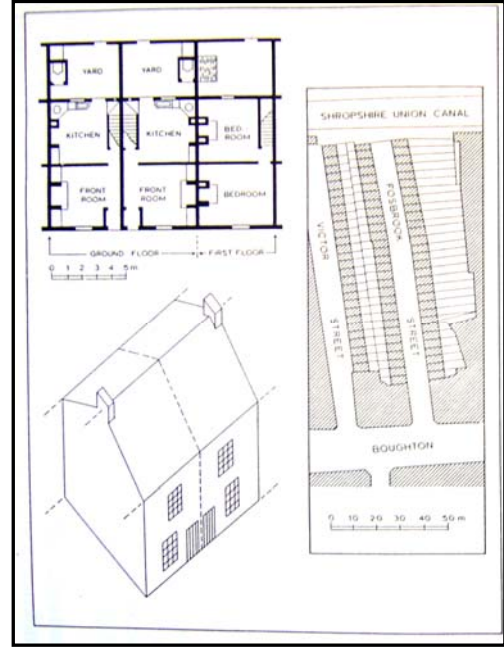 YARD YARD
KITCHEN KITCHEN BED
ROOM
FRONT
ROOM FRONT
ROOM BEDROOM
GROUND FLOOR FIRST FLOOR
0 1 2 3 4 5 m
SHROPSHIRE UNION CANAL
VICTOR STREET
FOSBROOK STREET
BOUGHTON
0 10 20 30 40 50 m